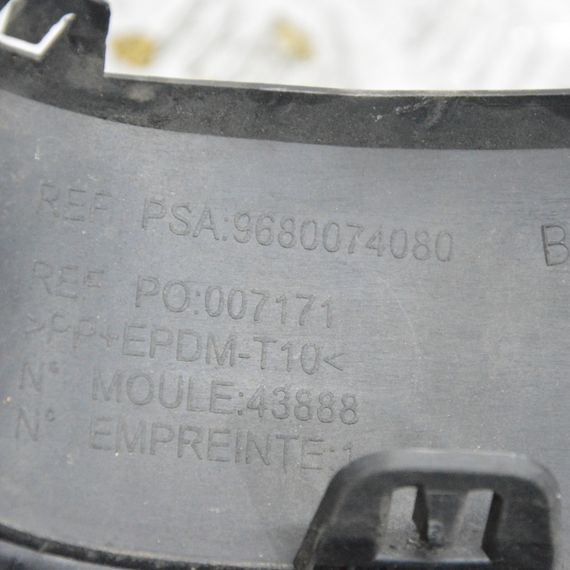 REF PSA:9680074080 B
REF PO:007171
>PP+EPDM-T10<
N° MOULE:43888
N° EMPREINTE:1